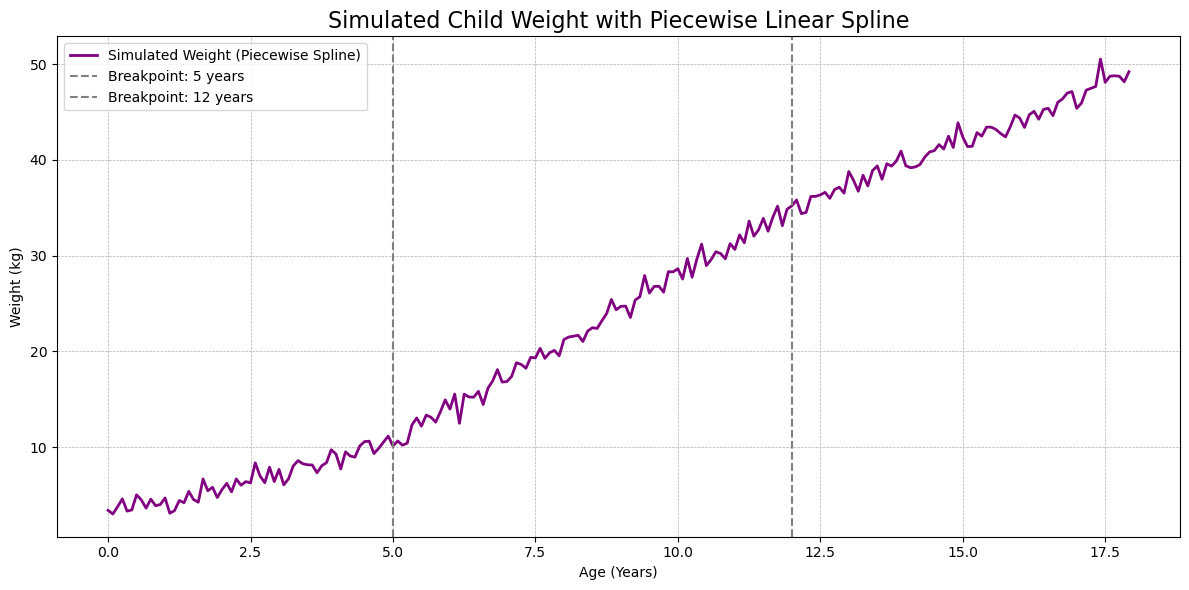 Simulated Child Weight with Piecewise Linear Spline
Simulated Weight (Piecewise Spline)
Breakpoint: 5 years
Breakpoint: 12 years
Weight (kg)
50
40
30
20
10
0.0 2.5 5.0 7.5 10.0 12.5 15.0 17.5
Age (Years)